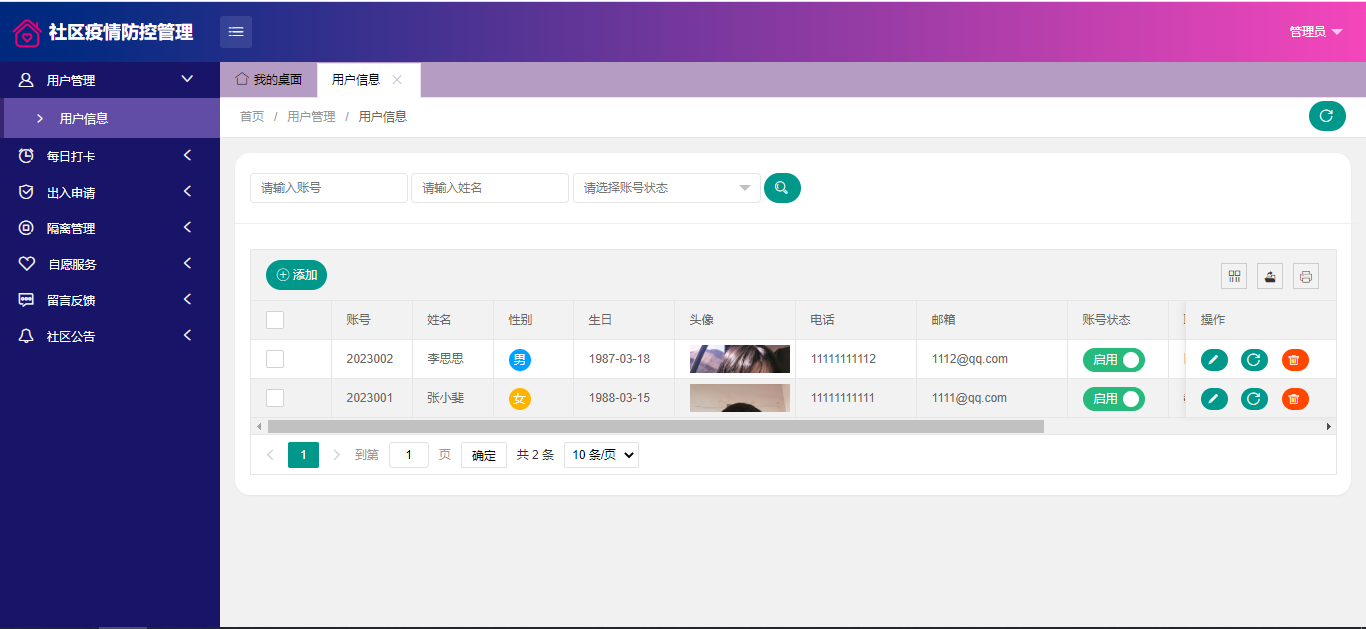 社区疫情防控管理
管理员
用户管理
用户信息
每日打卡
出入申请
隔离管理
自愿服务
留言反馈
社区公告
我的桌面 用户信息
首页 / 用户管理 / 用户信息
请输入账号 请输入姓名 请选择账号状态
添加
账号 姓名 性别 生日 头像 电话 邮箱 账号状态 操作
2023002 李思思 男 1987-03-18 11111111112 1112@qq.com 启用
2023001 张小斐 女 1988-03-15 11111111111 1111@qq.com 启用
1 到第 1 页 确定 共 2 条 10 条/页